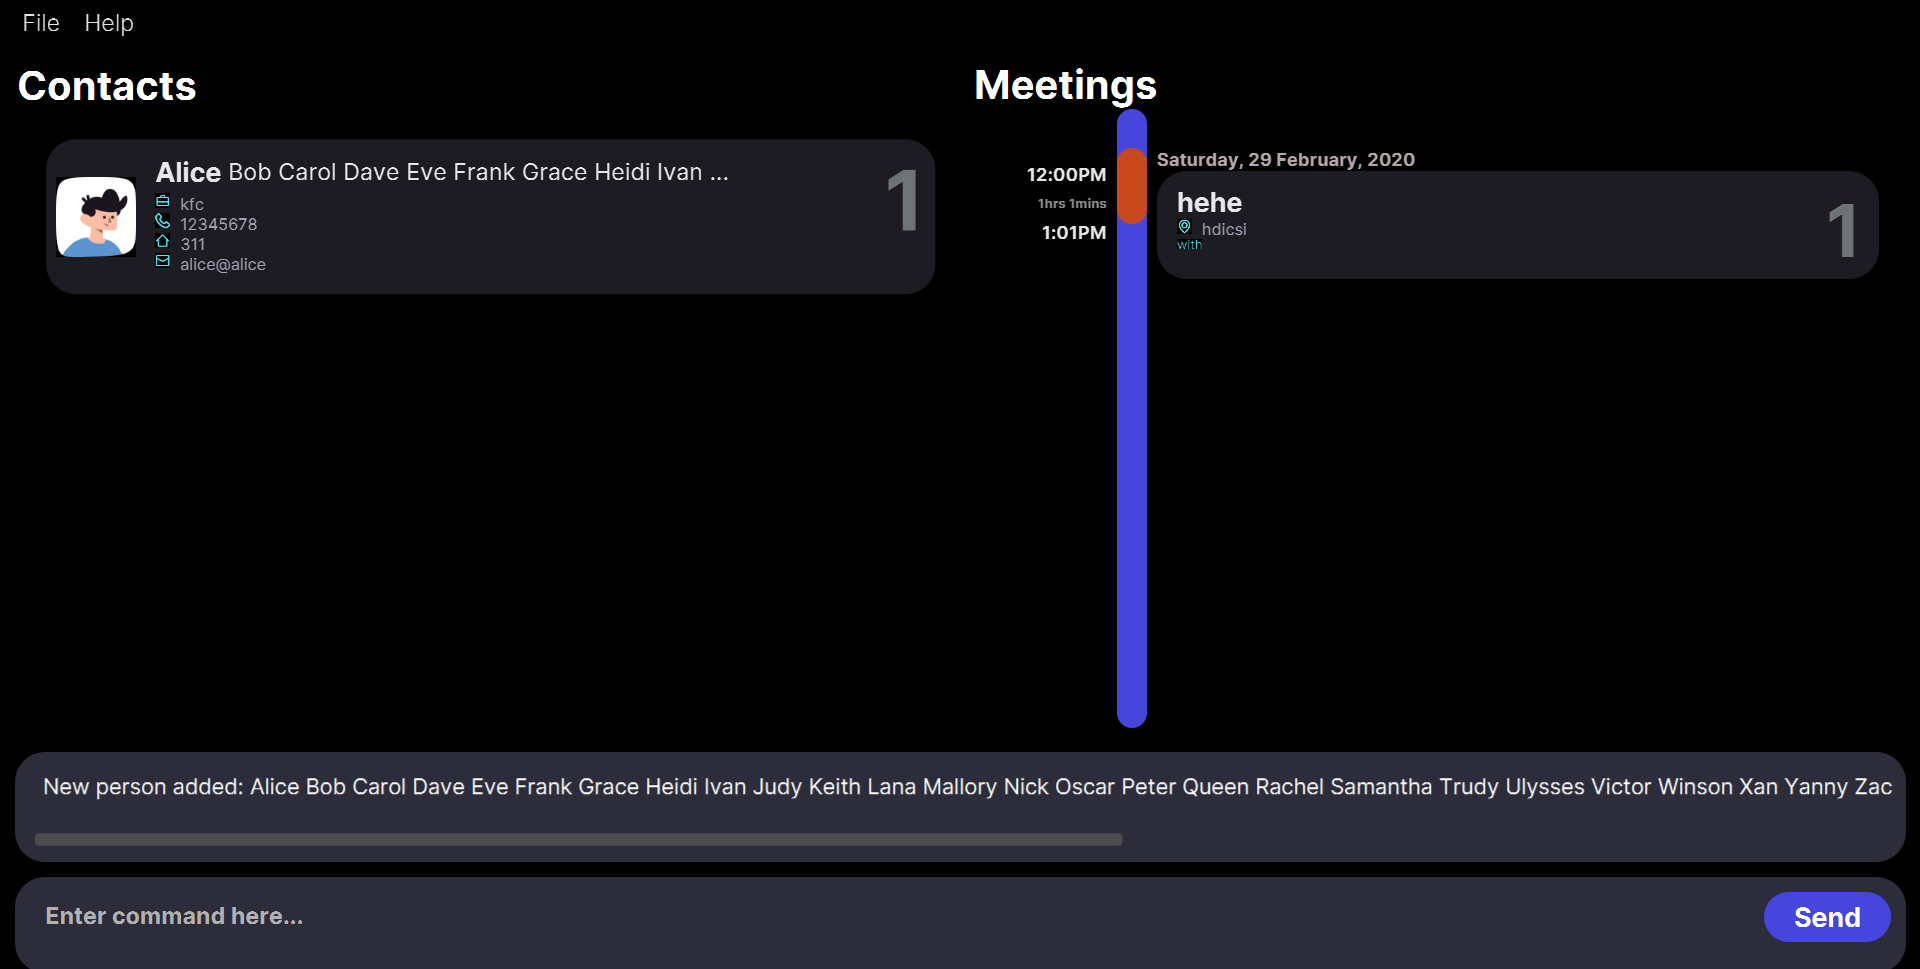 File Help
Contacts
Alice Bob Carol Dave Eve Frank Grace Heidi Ivan ...
kfc
12345678
311
alice@alice
1
Meetings
12:00PM
1hrs 1mins
1:01PM
Saturday, 29 February, 2020
hehe
hdicsi
with
1
New person added: Alice Bob Carol Dave Eve Frank Grace Heidi Ivan Judy Keith Lana Mallory Nick Oscar Peter Queen Rachel Samantha Trudy Ulysses Victor Winson Xan Yanny Zac
Enter command here...
Send